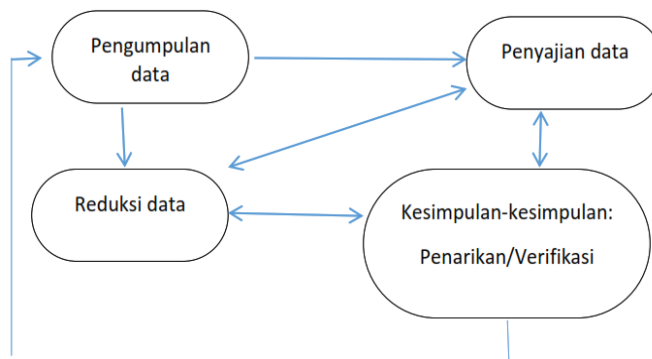 Pengumpulan
data
Penyajian data
Reduksi data
Kesimpulan-kesimpulan:
Penarikan/Verifikasi